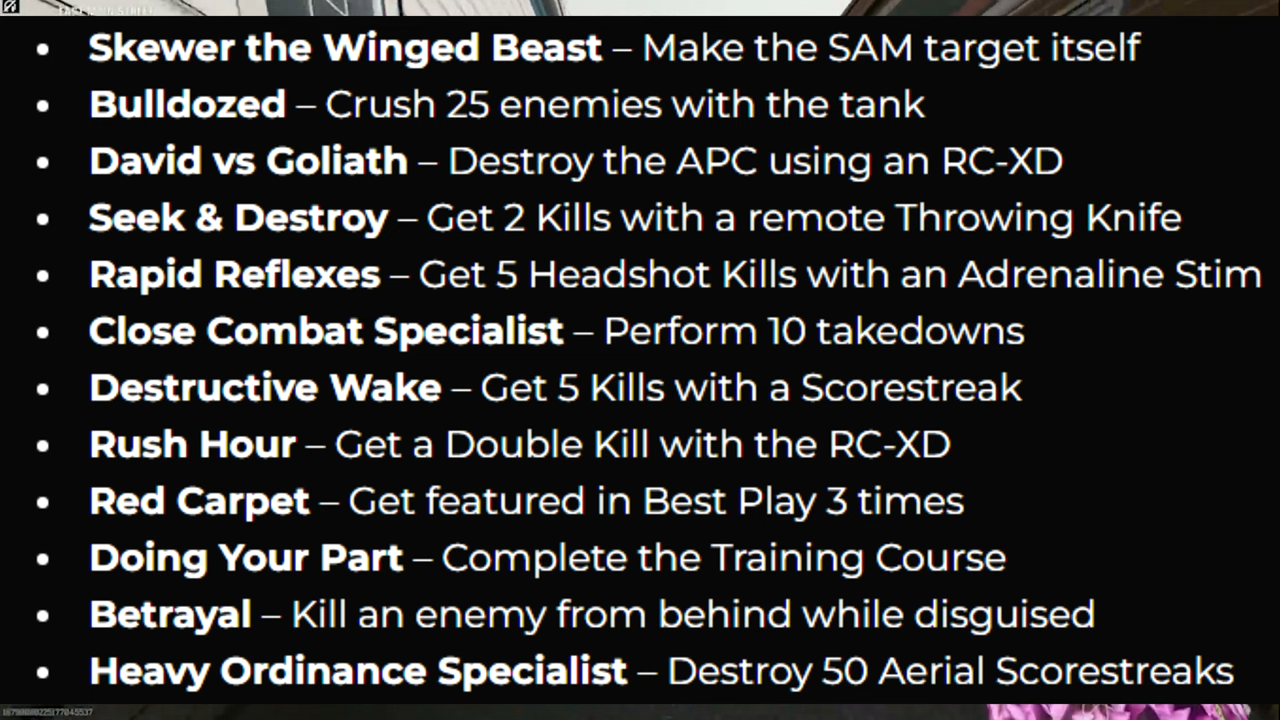 EAST MAIN STREET
• Skewer the Winged Beast – Make the SAM target itself
• Bulldozed – Crush 25 enemies with the tank
• David vs Goliath – Destroy the APC using an RC-XD
• Seek & Destroy – Get 2 Kills with a remote Throwing Knife
• Rapid Reflexes – Get 5 Headshot Kills with an Adrenaline Stim
• Close Combat Specialist – Perform 10 takedowns
• Destructive Wake – Get 5 Kills with a Scorestreak
• Rush Hour – Get a Double Kill with the RC-XD
• Red Carpet – Get featured in Best Play 3 times
• Doing Your Part – Complete the Training Course
• Betrayal – Kill an enemy from behind while disguised
• Heavy Ordinance Specialist – Destroy 50 Aerial Scorestreaks